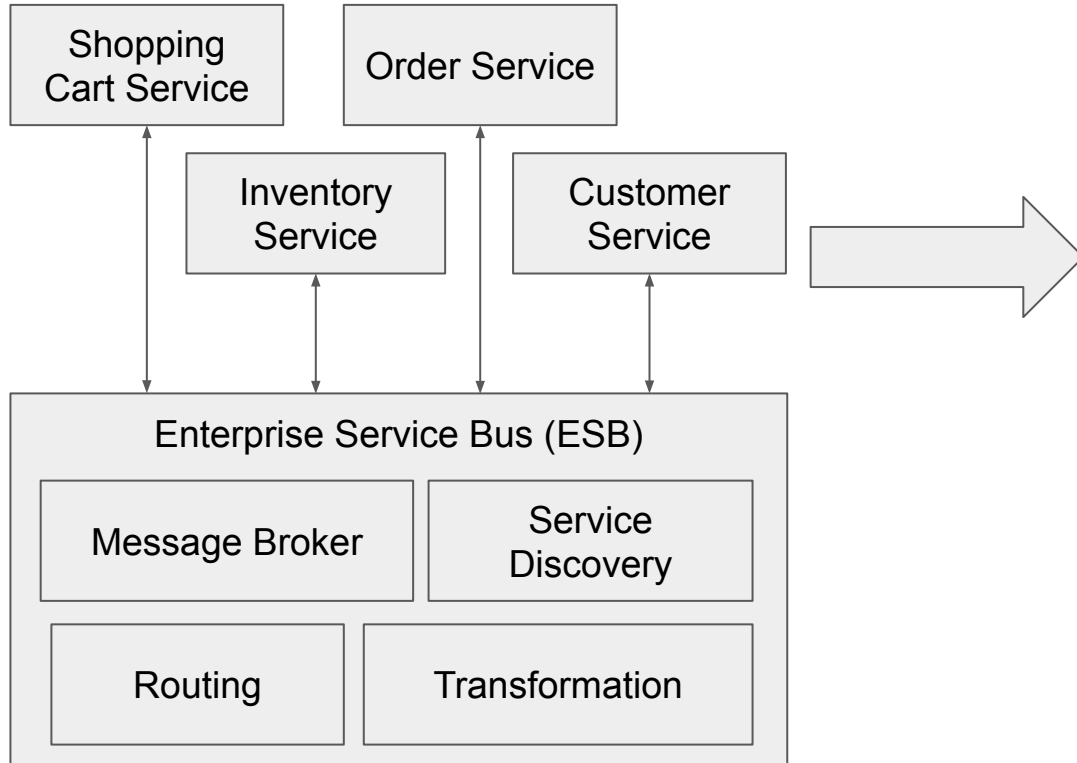 Shopping
Cart Service
Order Service
Inventory
Service
Customer
Service
Enterprise Service Bus (ESB)
Message Broker
Service
Discovery
Routing
Transformation